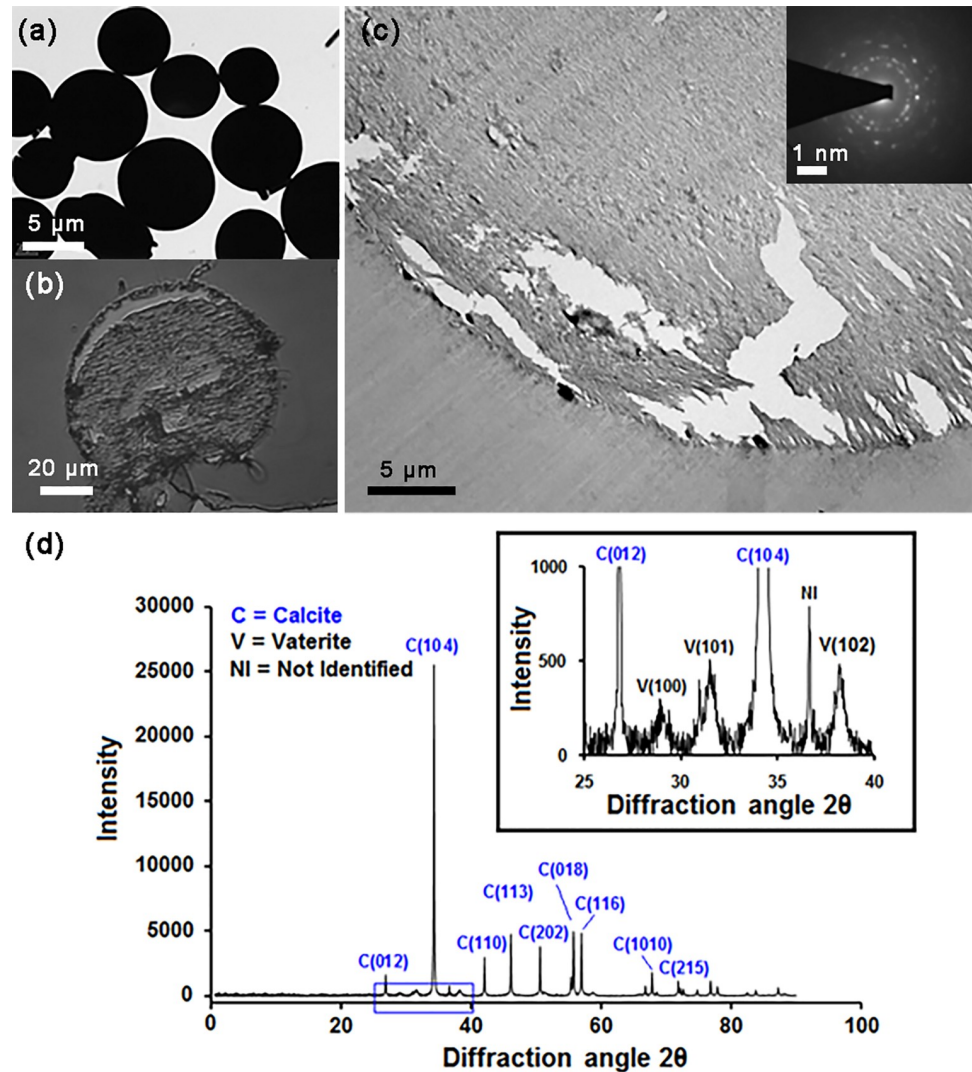 (a)
5 µm
(b)
20 µm
(c)
1 nm
5 µm
(d)
C = Calcite
V = Vaterite
NI = Not Identified
Intensity
30000
25000
20000
15000
10000
5000
0
0
20
40
60
80
100
Diffraction angle 2θ
C(012)
C(104)
C(110)
C(113)
C(202)
C(018)
C(116)
C(1010)
C(215)
Intensity
1000
500
0
25
30
35
40
Diffraction angle 2θ
C(012)
V(100)
V(101)
C(104)
NI
V(102)